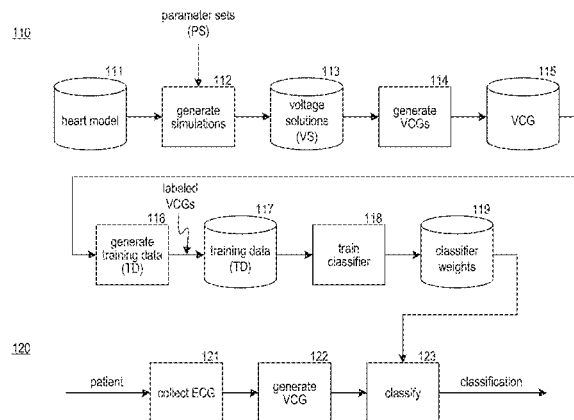 parameter sets
(PS)
110
111
112
113
114
115
heart model
generate
simulations
voltage
solutions
(VS)
generate
VCGs
VCG
labeled
VCGs
116
117
118
119
generate
training data
(TD)
training data
(TD)
train
classifier
classifier
weights
120
121
122
123
patient
collect ECG
generate
VCG
classify
classification